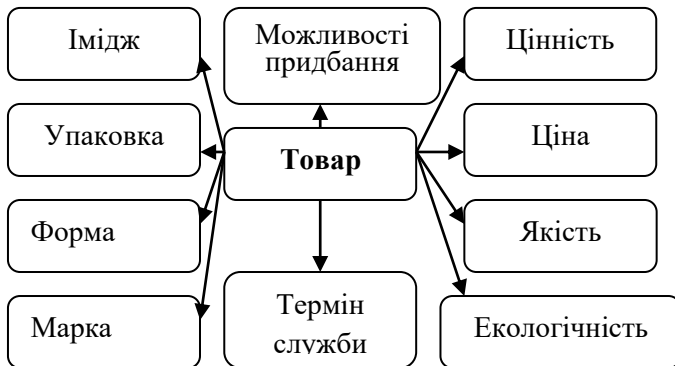 Імідж
Можливості
придбання
Цінність
Упаковка
Товар
Ціна
Форма
Якість
Марка
Термін
служби
Екологічність